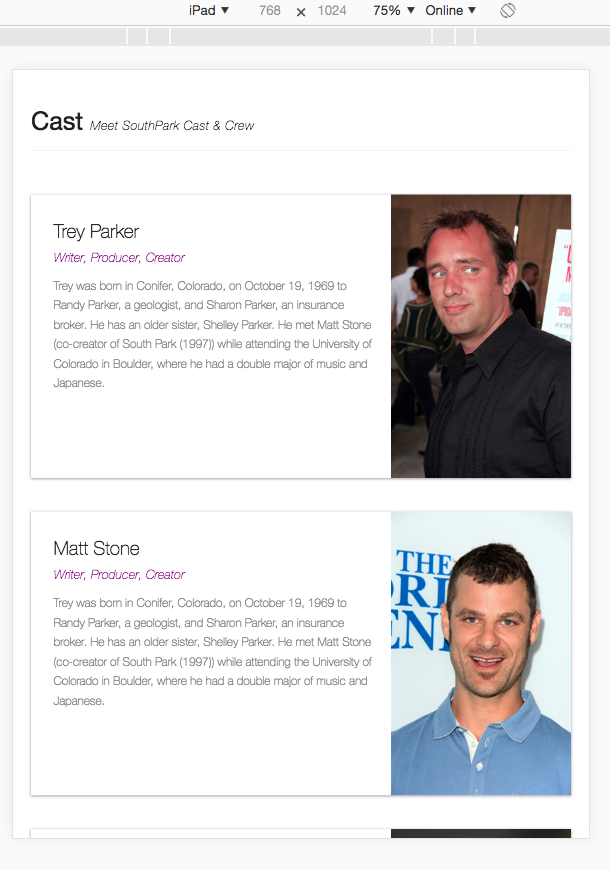 iPad ▼ 768 × 1024 75% ▼ Online ▼
Cast Meet SouthPark Cast & Crew
Trey Parker
Writer, Producer, Creator
Trey was born in Conifer, Colorado, on October 19, 1969 to
Randy Parker, a geologist, and Sharon Parker, an insurance
broker. He has an older sister, Shelley Parker. He met Matt Stone
(co-creator of South Park (1997)) while attending the University of
Colorado in Boulder, where he had a double major of music and
Japanese.
Matt Stone
Writer, Producer, Creator
Trey was born in Conifer, Colorado, on October 19, 1969 to
Randy Parker, a geologist, and Sharon Parker, an insurance
broker. He has an older sister, Shelley Parker. He met Matt Stone
(co-creator of South Park (1997)) while attending the University of
Colorado in Boulder, where he had a double major of music and
Japanese.
THE